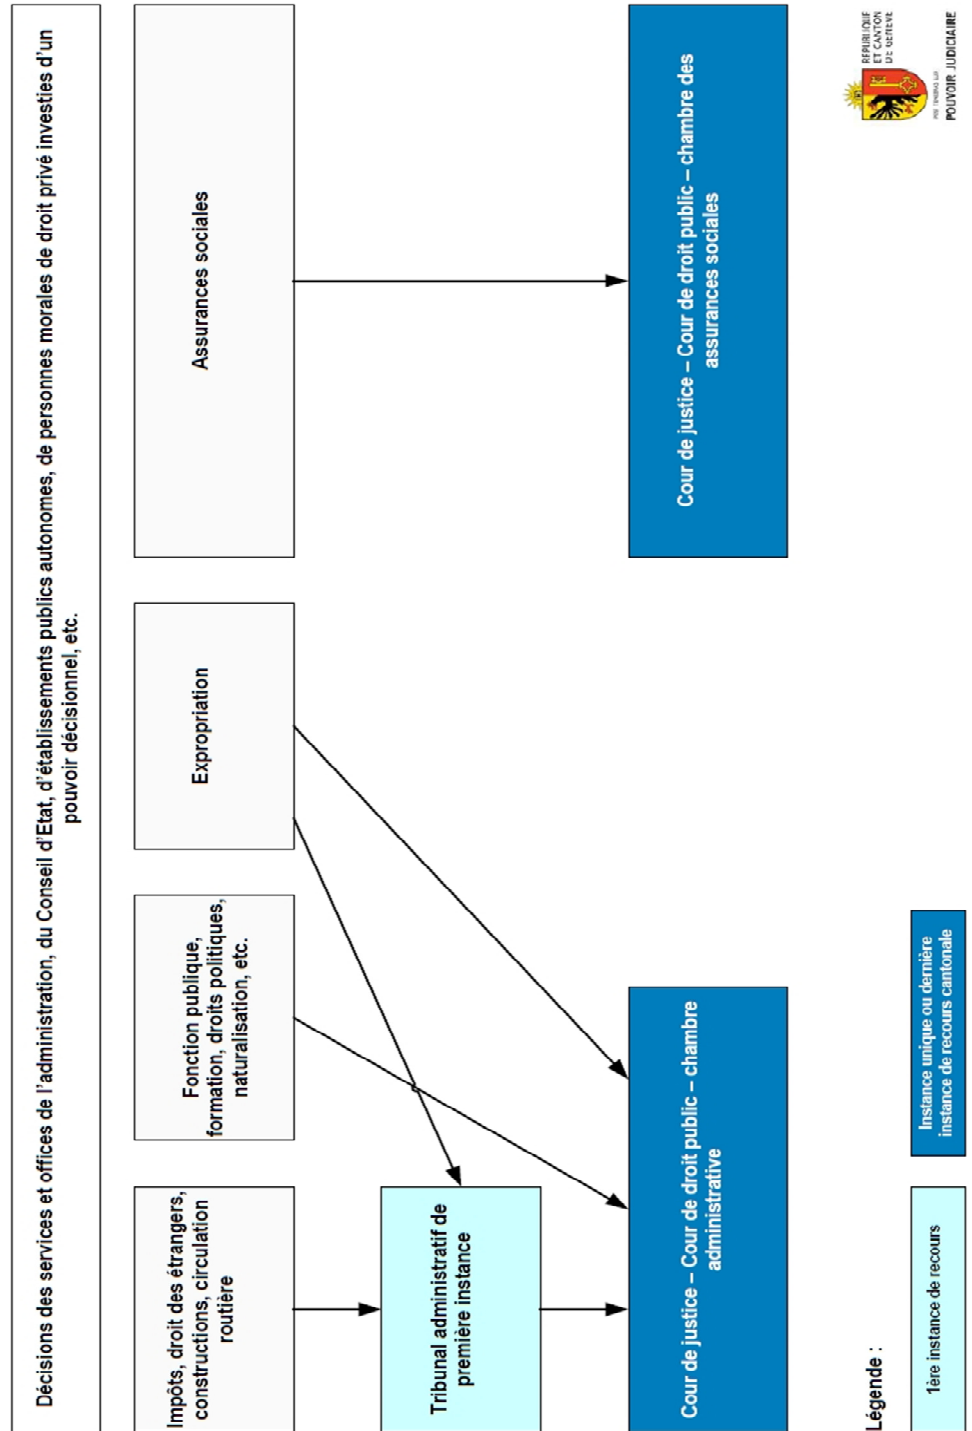 Décisions des services et offices de l'administration, du Conseil d'Etat, d'établissements publics autonomes, de personnes morales de droit privé investies d'un
pouvoir décisionnel, etc.
Impôts, droit des étrangers,
constructions, circulation
routière
Fonction publique,
formation, droits politiques,
naturalisation, etc.
Expropriation
Assurances sociales
Tribunal administratif de
première instance
Cour de justice – Cour de droit public – chambre
administrative
Cour de justice – Cour de droit public – chambre des
assurances sociales
Légende :
1ère instance de recours
Instance unique ou dernière
instance de recours cantonale
REPUBLIQUE
ET CANTON
DE GENEVE
POST TENEBRAS LUX
POUVOIR JUDICIAIRE